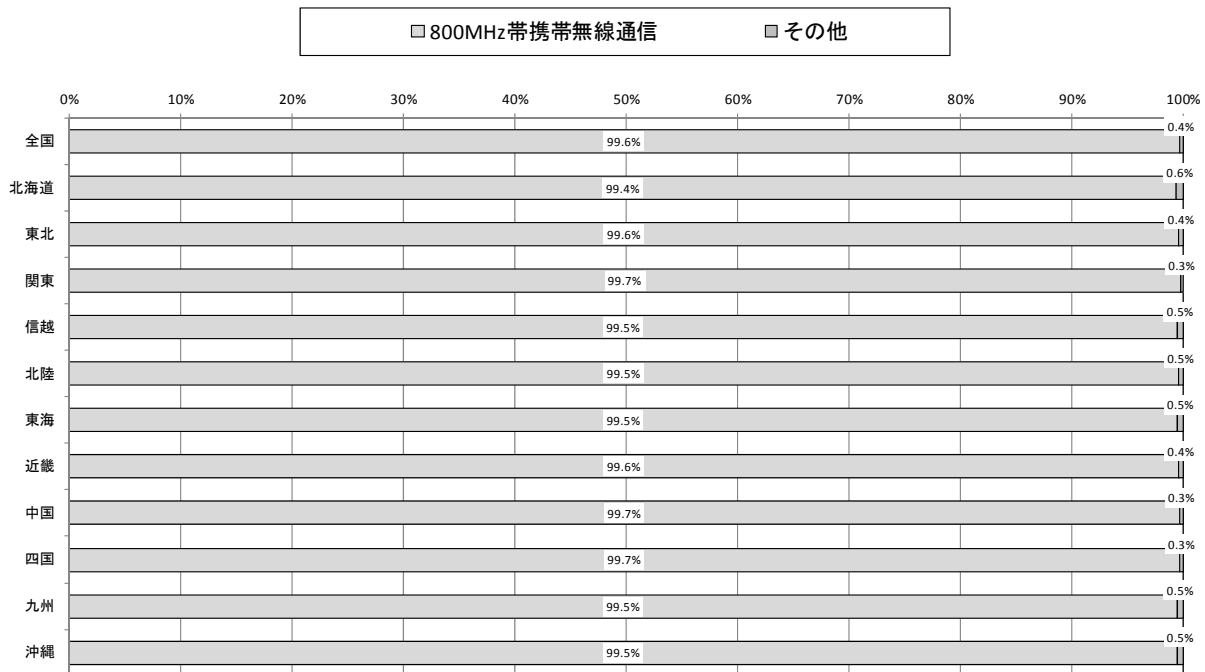 800MHz帯携帯無線通信 その他
0% 10% 20% 30% 40% 50% 60% 70% 80% 90% 100%
全国 99.6% 0.4%
北海道 99.4% 0.6%
東北 99.6% 0.4%
関東 99.7% 0.3%
信越 99.5% 0.5%
北陸 99.5% 0.5%
東海 99.5% 0.5%
近畿 99.6% 0.4%
中国 99.7% 0.3%
四国 99.7% 0.3%
九州 99.5% 0.5%
沖縄 99.5% 0.5%